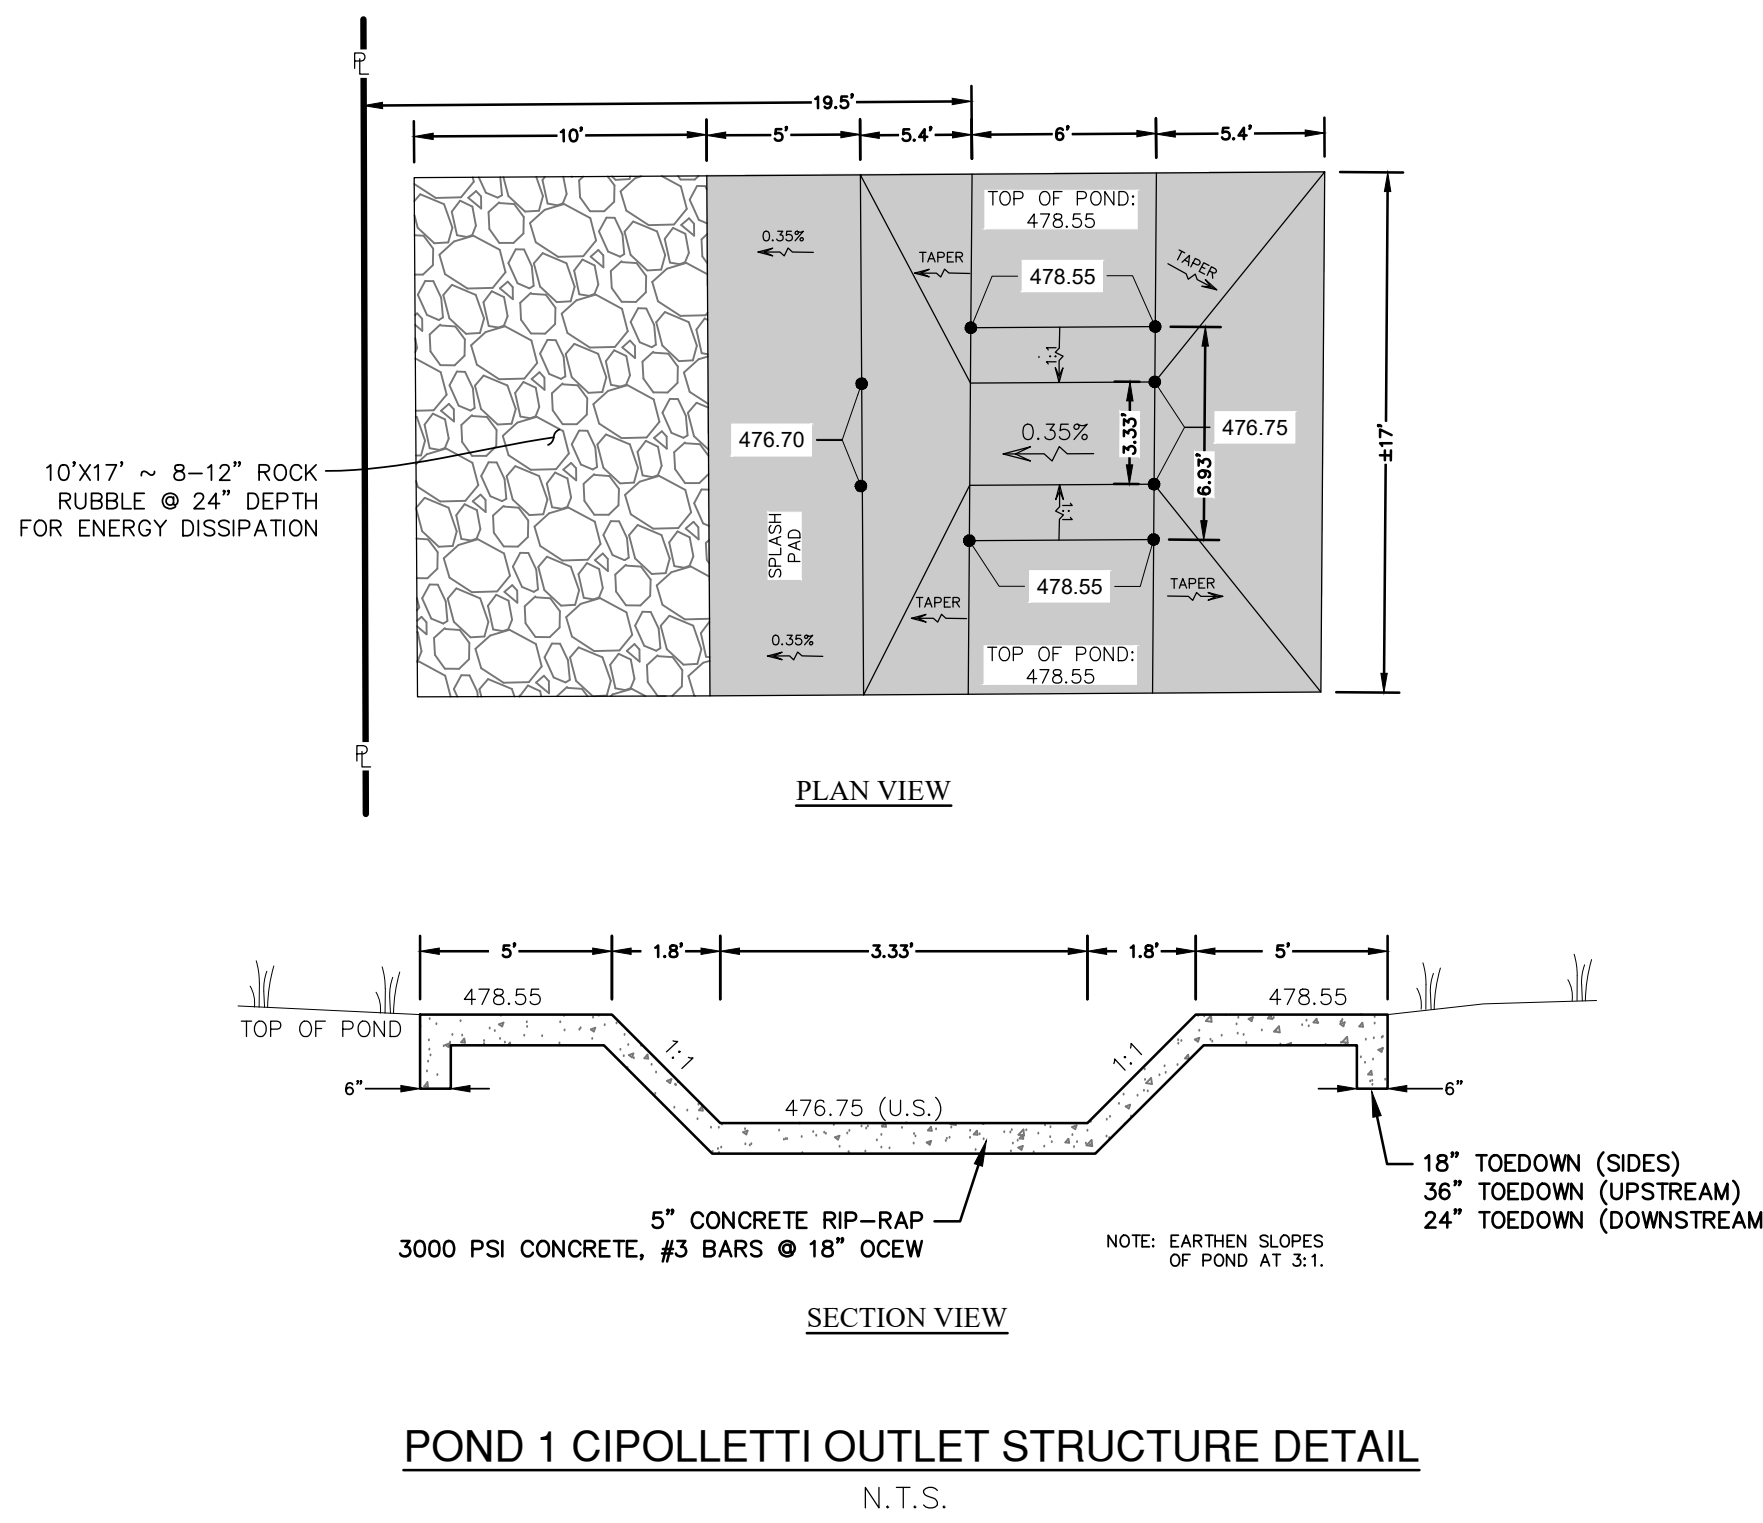 PL
19.5'
10'
5'
5.4'
6'
5.4'
TOP OF POND:
478.55
0.35%
TAPER
TAPER
478.55
1:1
476.70
0.35%
3.33'
476.75
6.93'
±17'
10'X17' ~ 8-12" ROCK
RUBBLE @ 24" DEPTH
FOR ENERGY DISSIPATION
SPLASH
PAD
1:1
478.55
TAPER
TAPER
0.35%
TOP OF POND:
478.55
PL
PLAN VIEW
5'
1.8'
3.33'
1.8'
5'
478.55
478.55
TOP OF POND
1:1
1:1
6"
6"
476.75 (U.S.)
18" TOEDOWN (SIDES)
36" TOEDOWN (UPSTREAM)
24" TOEDOWN (DOWNSTREAM
5" CONCRETE RIP-RAP
3000 PSI CONCRETE, #3 BARS @ 18" OCEW
NOTE: EARTHEN SLOPES
OF POND AT 3:1.
SECTION VIEW
POND 1 CIPOLLETTI OUTLET STRUCTURE DETAIL
N.T.S.